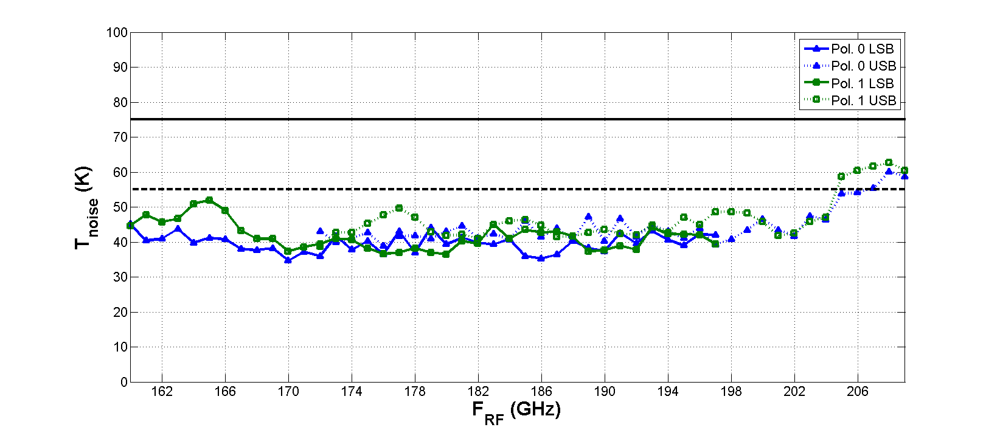 100
90
80
70
60
50
40
30
20
10
0
T_noise (K)
Pol. 0 LSB
Pol. 0 USB
Pol. 1 LSB
Pol. 1 USB
162 166 170 174 178 182 186 190 194 198 202 206
F_RF (GHz)